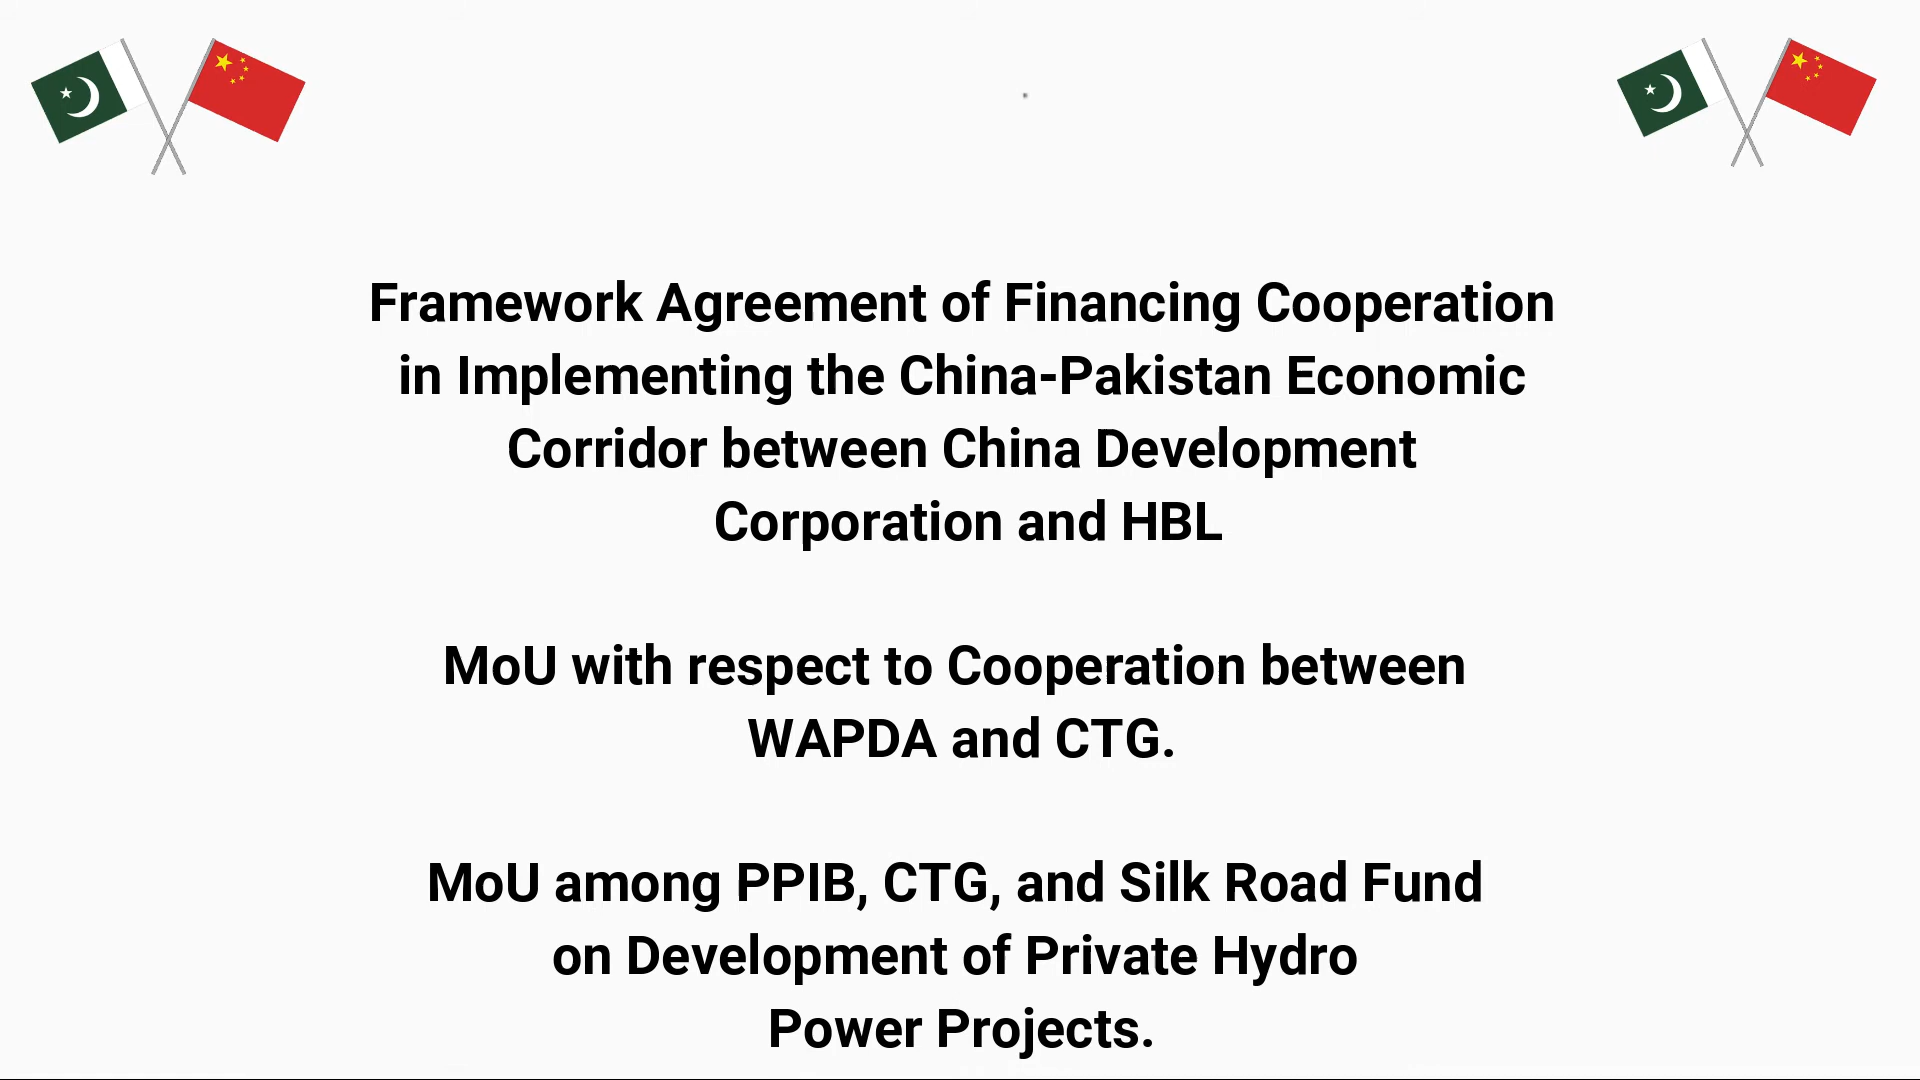 Framework Agreement of Financing Cooperation
in Implementing the China-Pakistan Economic
Corridor between China Development
Corporation and HBL
MoU with respect to Cooperation between
WAPDA and CTG.
MoU among PPIB, CTG, and Silk Road Fund
on Development of Private Hydro
Power Projects.